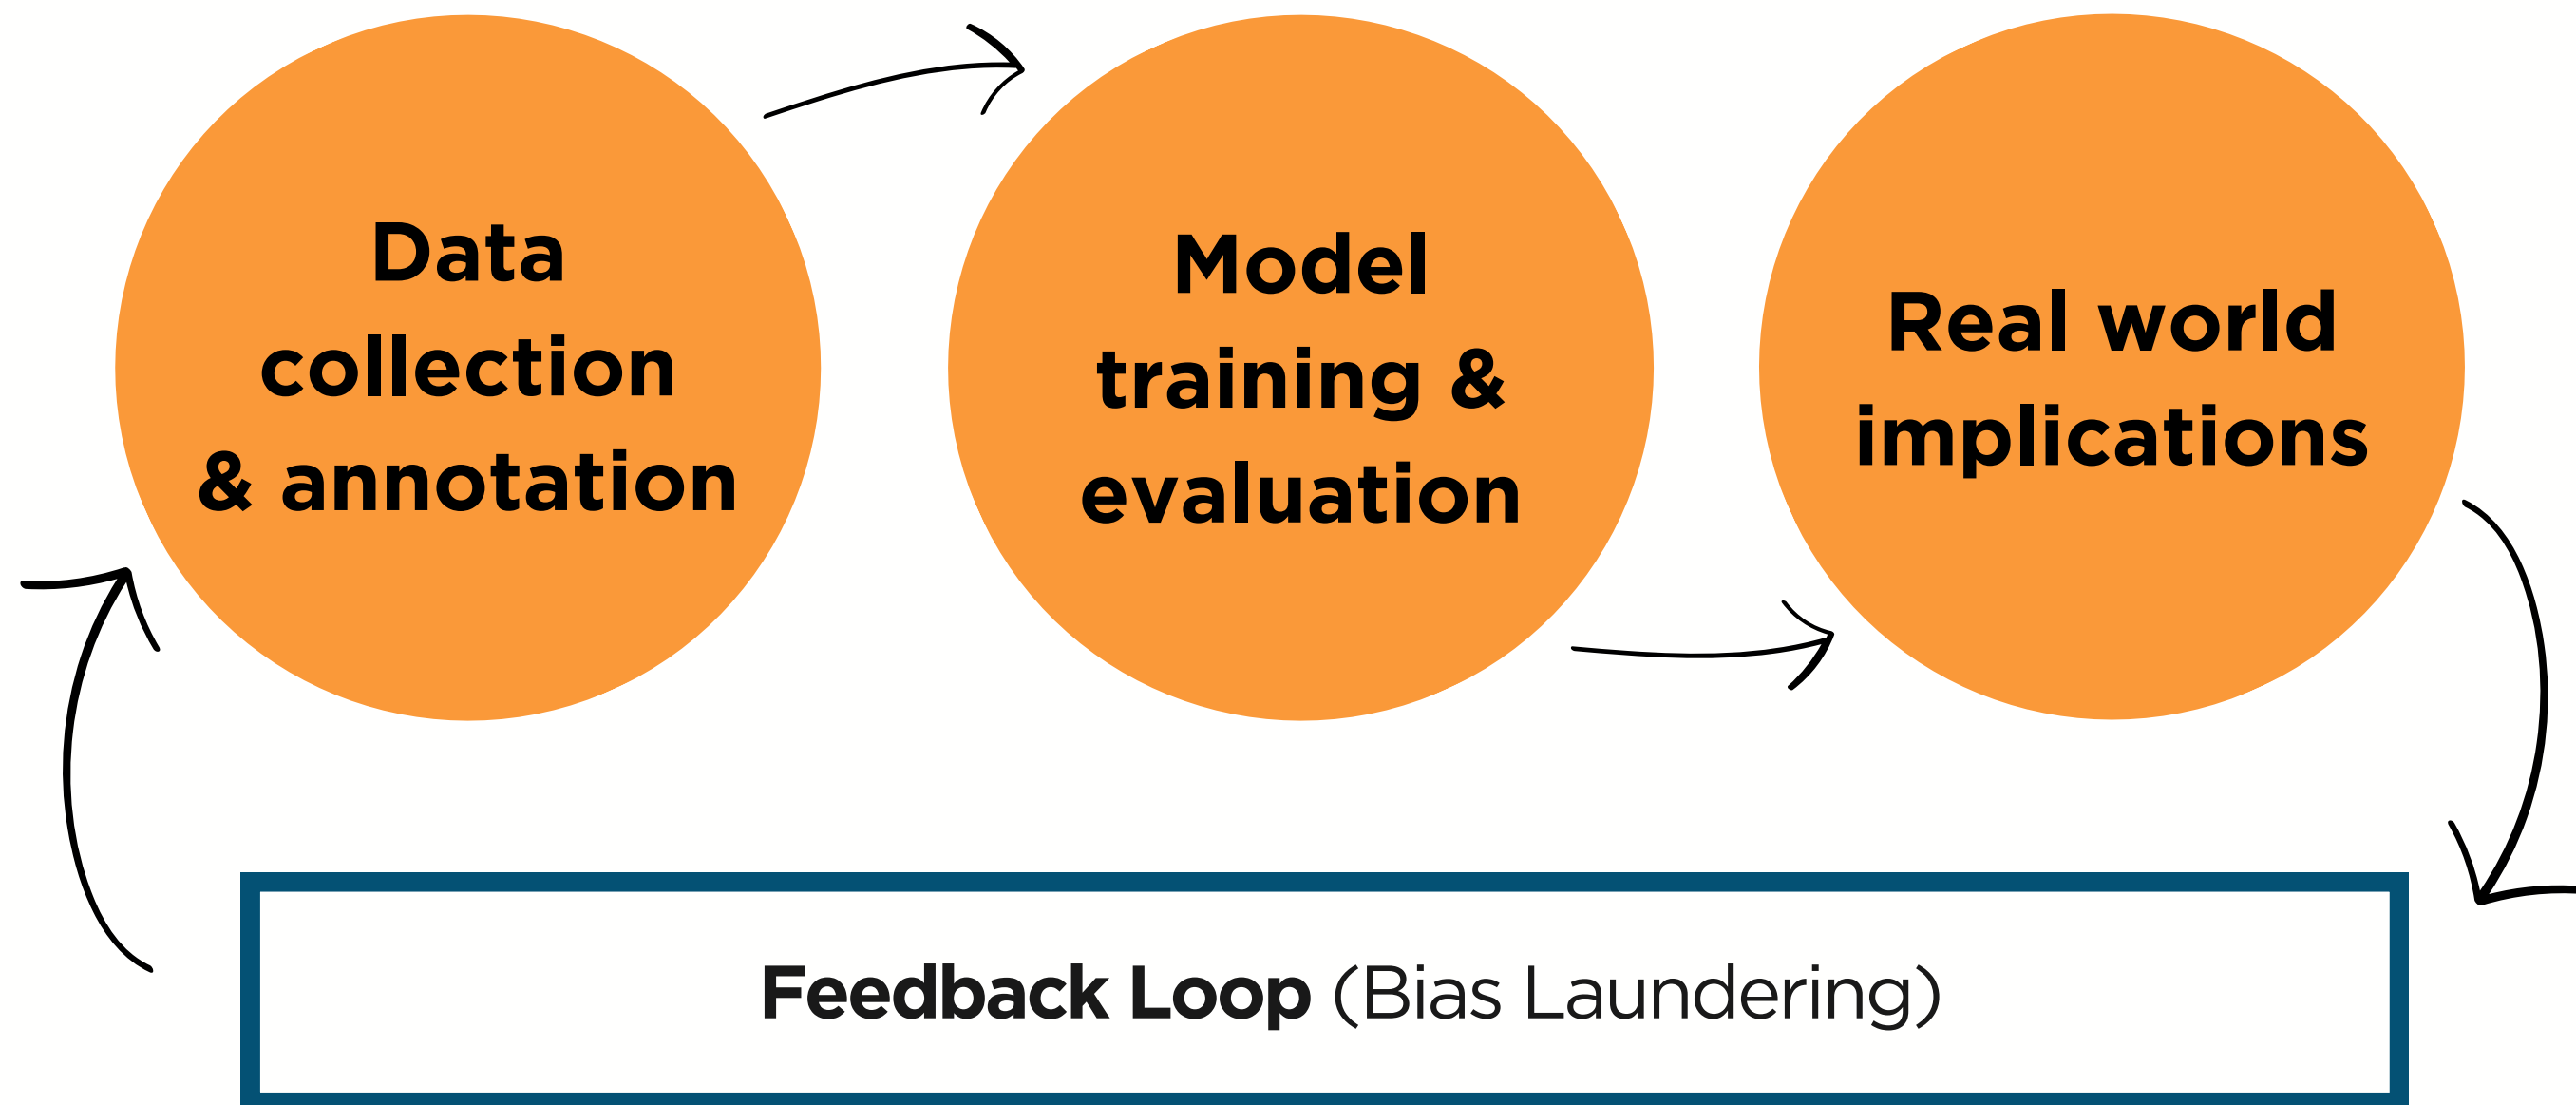 Data
collection
& annotation
Model
training &
evaluation
Real world
implications
Feedback Loop (Bias Laundering)